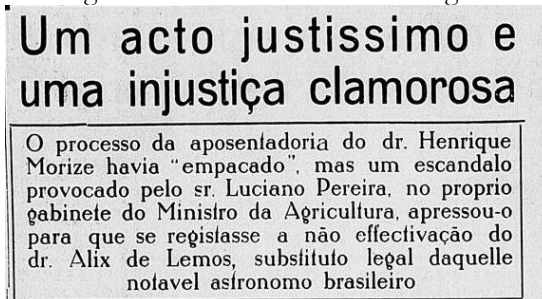 Um acto justissimo e
uma injustiça clamorosa
O processo da aposentadoria do dr. Henrique
Morize havia "empacado", mas um escandalo
provocado pelo sr. Luciano Pereira, no proprio
gabinete do Ministro da Agricultura, apressou-o
para que se registasse a não effectivação do
dr. Alix de Lemos, substituto legal daquelle
notavel astronomo brasileiro